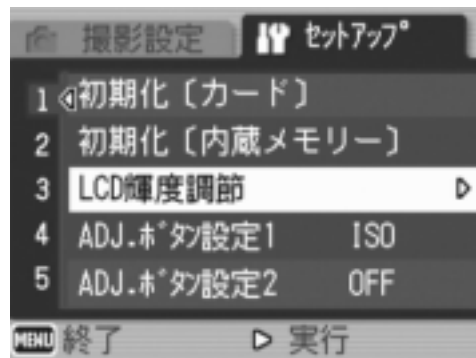 撮影設定 セットアップ
1 初期化〔カード〕
2 初期化〔内蔵メモリー〕
3 LCD輝度調節
4 ADJ.ボタン設定1 ISO
5 ADJ.ボタン設定2 OFF
MENU 終了 実行